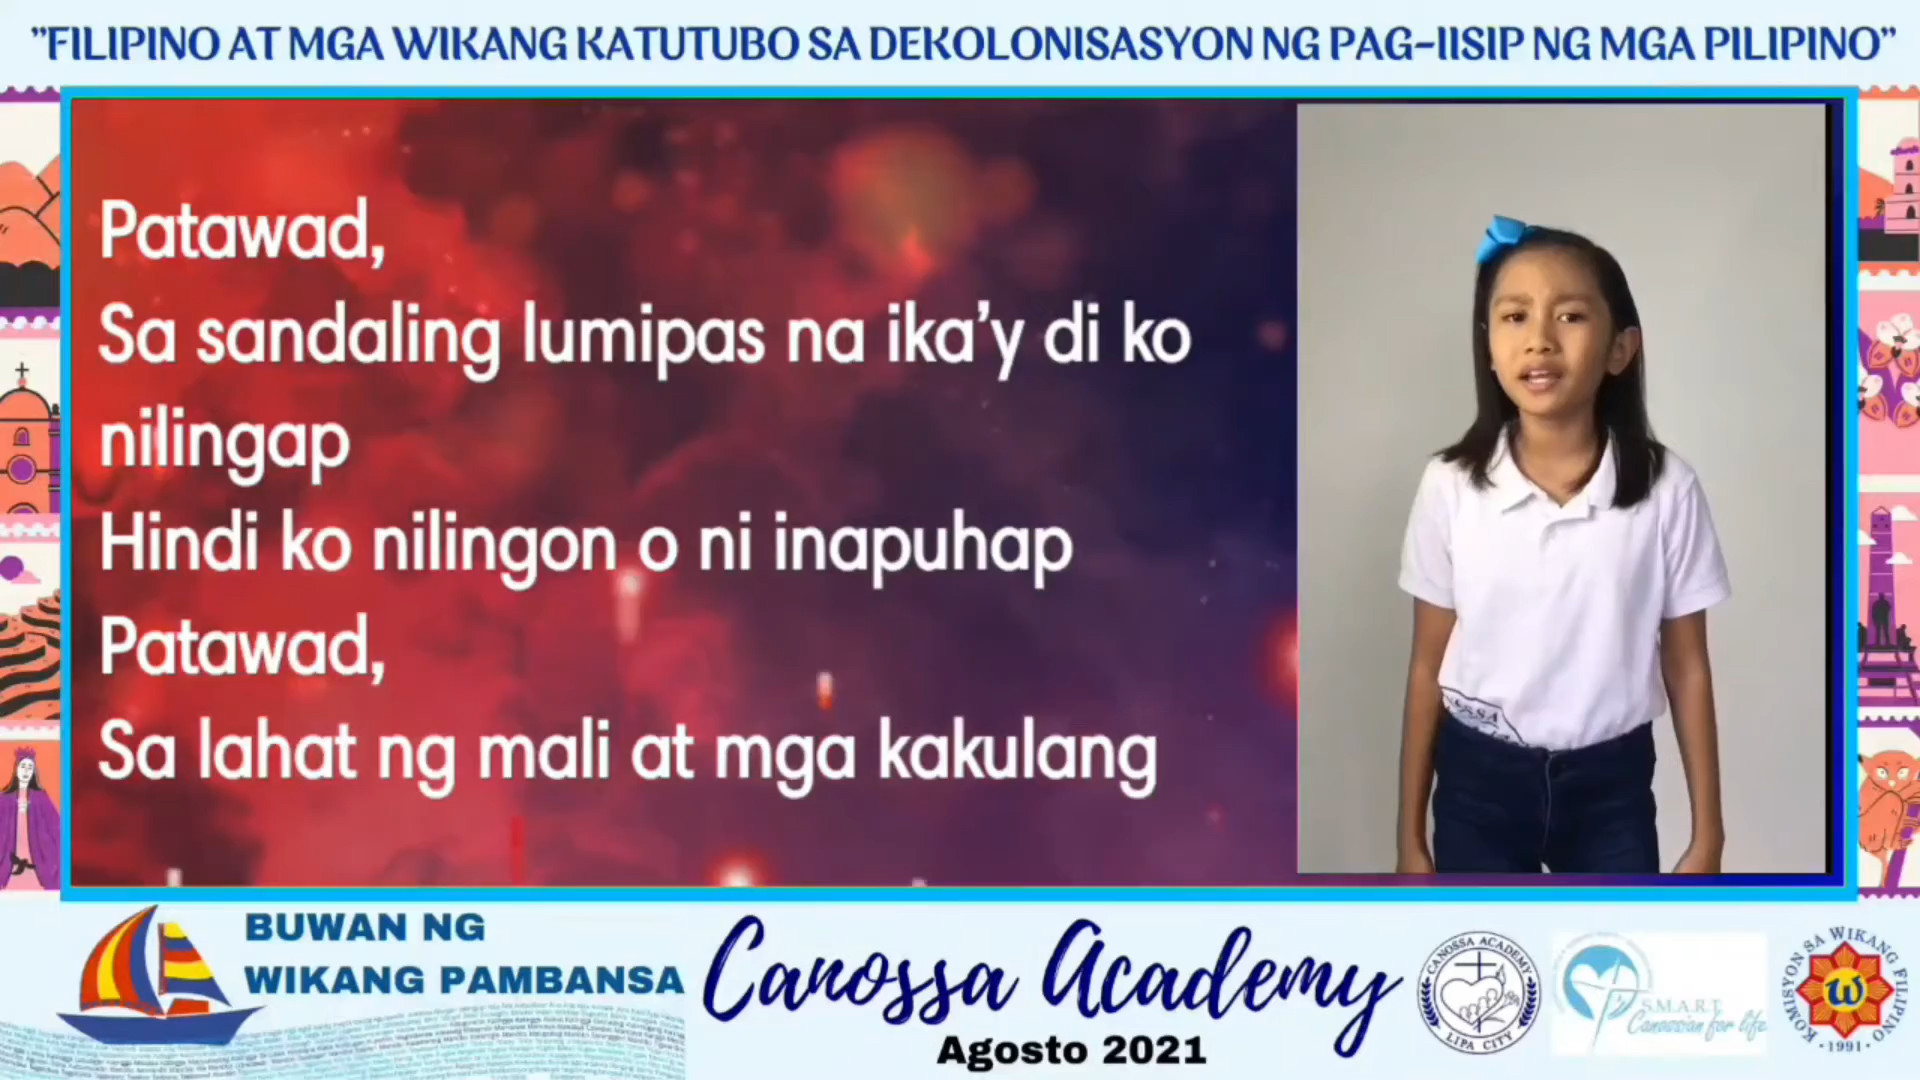 "FILIPINO AT MGA WIKANG KATUTUBO SA DEKOLONISASYON NG PAG-IISIP NG MGA PILIPINO"
Patawad,
Sa sandaling lumipas na ika'y di ko
nilingap
Hindi ko nilingon o ni inapuhap
Patawad,
Sa lahat ng mali at mga kakulang
BUWAN NG
WIKANG PAMBANSA
Canossa Academy
Agosto 2021
CANOSSA ACADEMY
LIPA CITY
S.M.A.R.T.
Canossian for life
KOMISYON SA WIKANG FILIPINO
W
•1991•